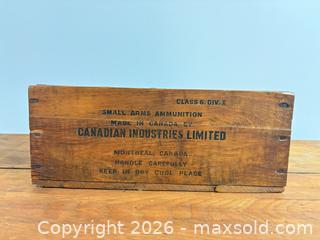 CLASS 6. DIV.
SMALL ARMS AMMUNITION
MADE IN CANADA BY
CANADIAN INDUSTRIES LIMITED
MONTREAL, CANADA
HANDLE CAREFULLY
KEEP IN DRY COOL PLACE
Copyright © 2026 - maxsold.com